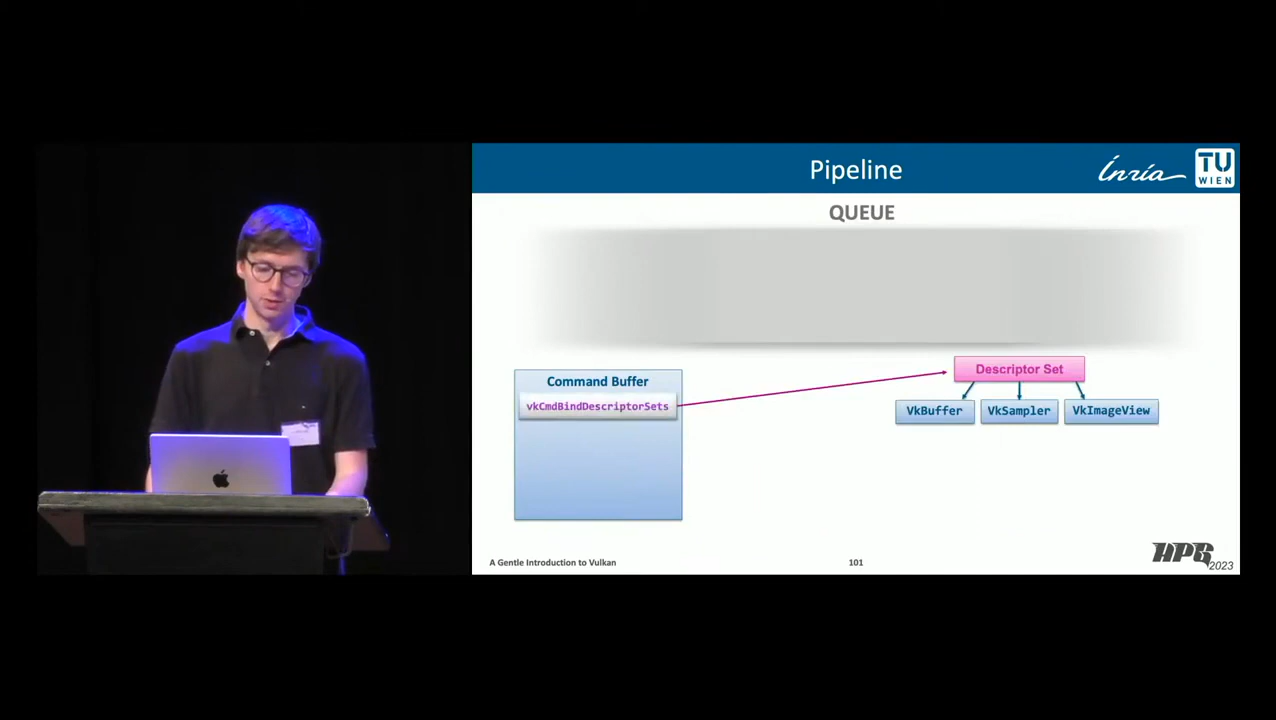 Pipeline
Inria
TU
WIEN
QUEUE
Command Buffer
vkCmdBindDescriptorSets
Descriptor Set
VkBuffer
VkSampler
VkImageView
A Gentle Introduction to Vulkan
101
HPG
2023